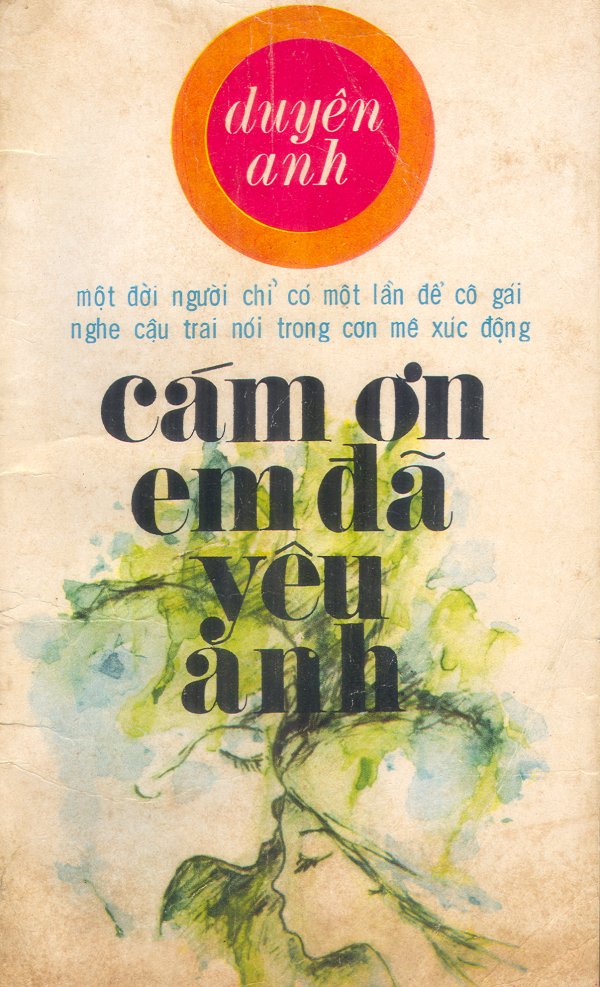 duyên
anh
một đời người chỉ có một lần để cô gái
nghe cậu trai nói trong cơn mê xúc động
cám ơn
em đã
yêu
anh